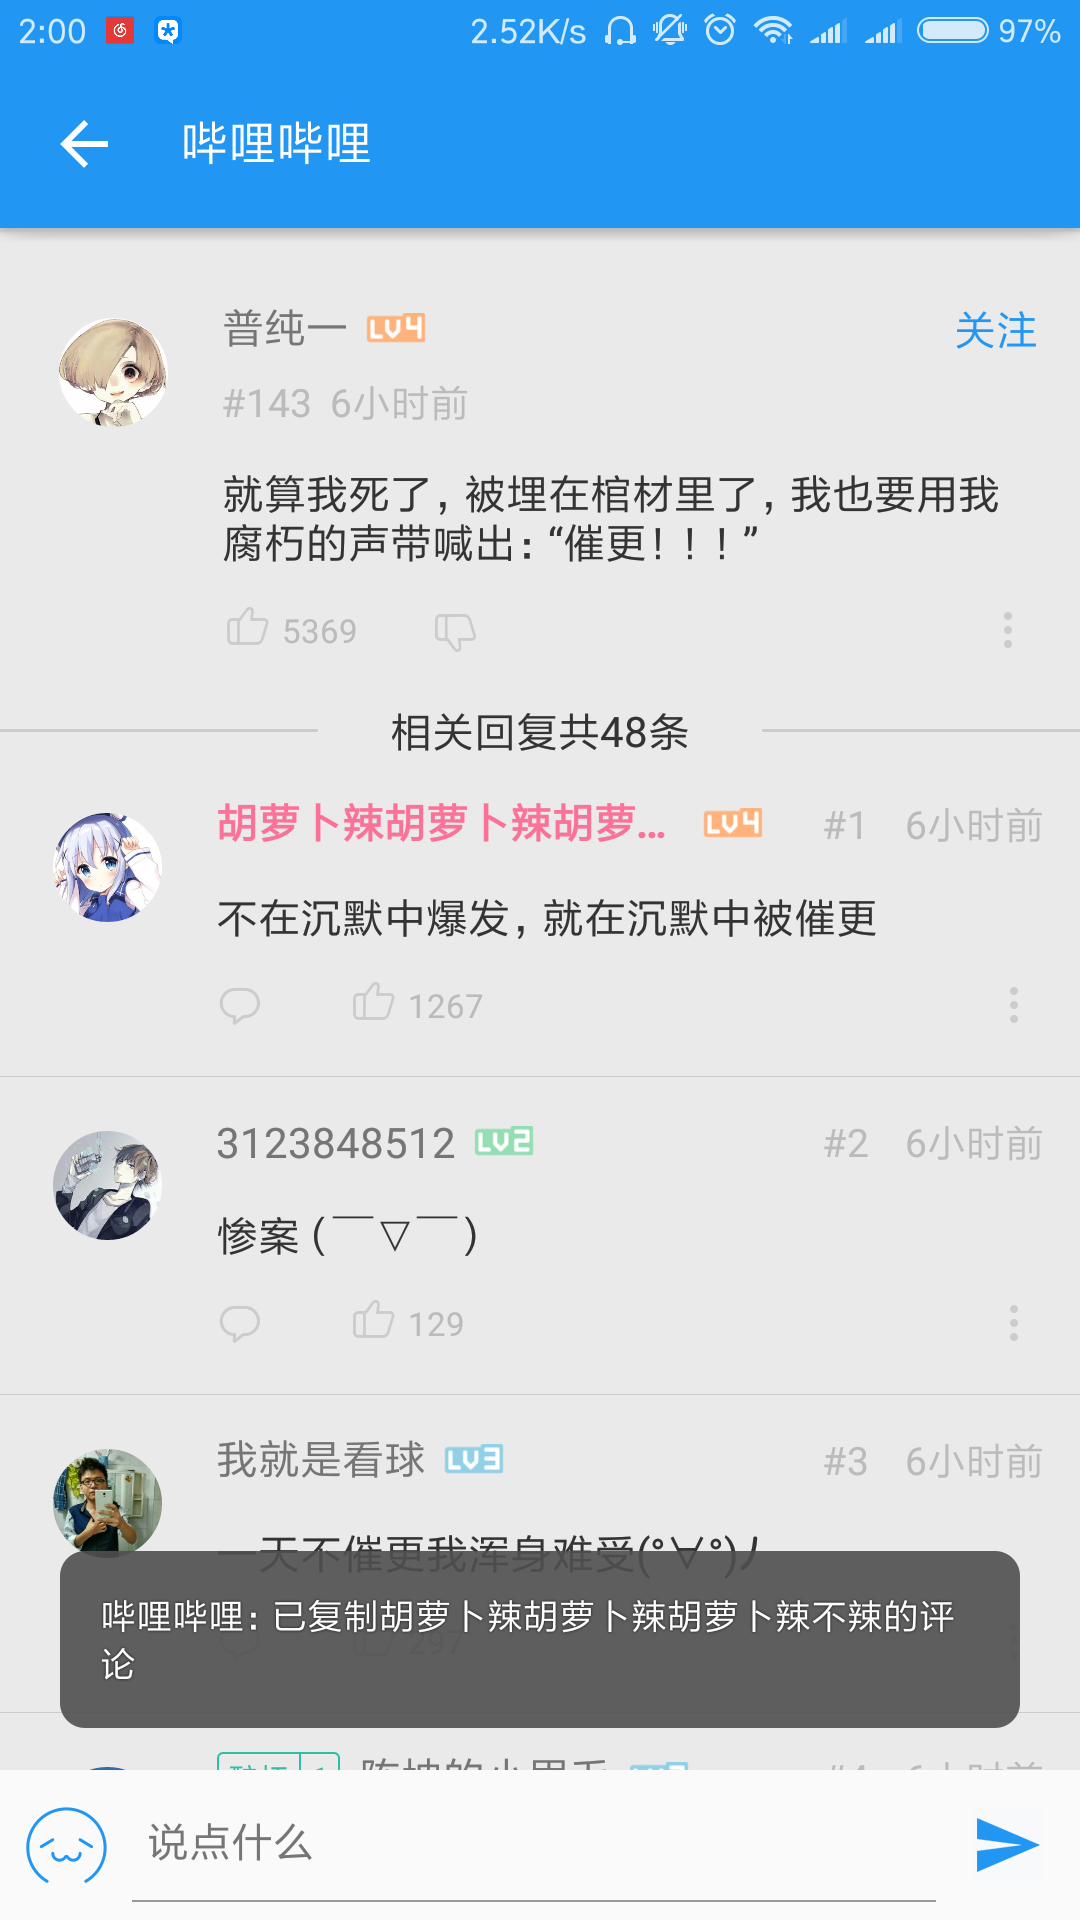 2:00 2.52K/s 97%
哔哩哔哩
普纯一 LV4 关注
#143 6小时前
就算我死了，被埋在棺材里了，我也要用我
腐朽的声带喊出：“催更！！！”
5369
相关回复共48条
胡萝卜辣胡萝卜辣胡萝... LV4 #1 6小时前
不在沉默中爆发，就在沉默中被催更
1267
3123848512 LV2 #2 6小时前
惨案 (￣▽￣)
129
我就是看球 LV3 #3 6小时前
一天不催更我浑身难受(°∀°)ﾉ
哔哩哔哩：已复制胡萝卜辣胡萝卜辣胡萝卜辣不辣的评
论
297
#4 6小时前
说点什么